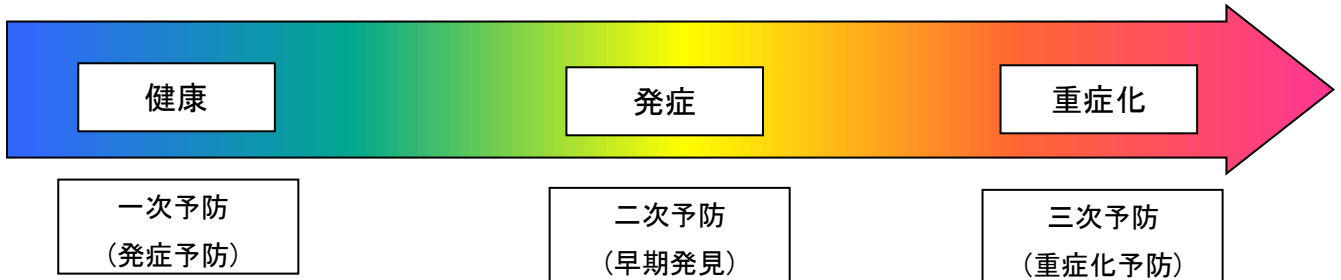 健康
発症
重症化
一次予防
(発症予防)
二次予防
(早期発見)
三次予防
(重症化予防)